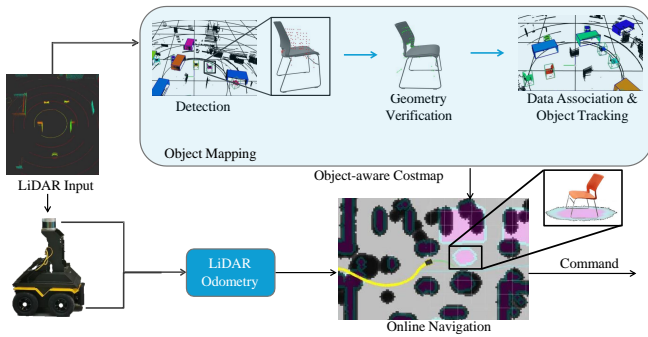 Detection
Geometry
Verification
Data Association &
Object Tracking
Object Mapping
LiDAR Input
Object-aware Costmap
LiDAR
Odometry
Command
Online Navigation